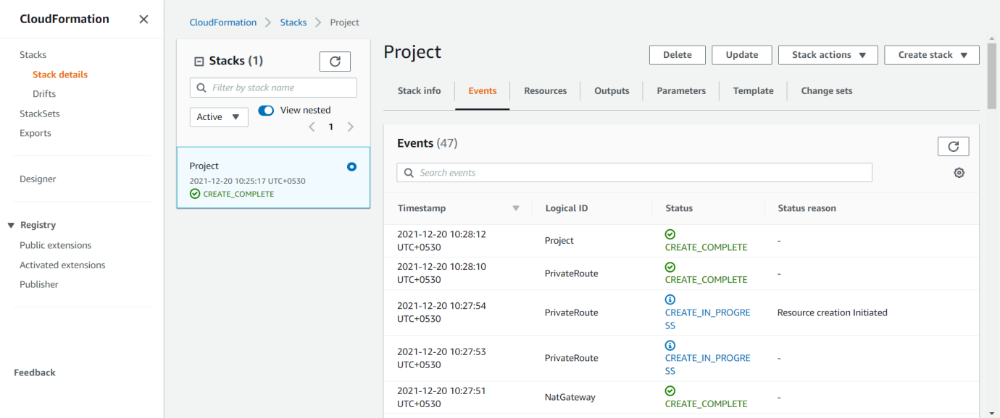 CloudFormation
Stacks
Stack details
Drifts
StackSets
Exports
Designer
Registry
Public extensions
Activated extensions
Publisher
Feedback
CloudFormation > Stacks > Project
Stacks (1)
Filter by stack name
Active
View nested
1
Project
2021-12-20 10:25:17 UTC+0530
CREATE_COMPLETE
Project
Delete Update Stack actions Create stack
Stack info Events Resources Outputs Parameters Template Change sets
Events (47)
Search events
Timestamp Logical ID Status Status reason
2021-12-20 10:28:12
UTC+0530
Project
CREATE_COMPLETE
-
2021-12-20 10:28:10
UTC+0530
PrivateRoute
CREATE_COMPLETE
-
2021-12-20 10:27:54
UTC+0530
PrivateRoute
CREATE_IN_PROGRE
SS
Resource creation Initiated
2021-12-20 10:27:53
UTC+0530
PrivateRoute
CREATE_IN_PROGRE
SS
-
2021-12-20 10:27:51
UTC+0530
NatGateway
CREATE_COMPLETE
-